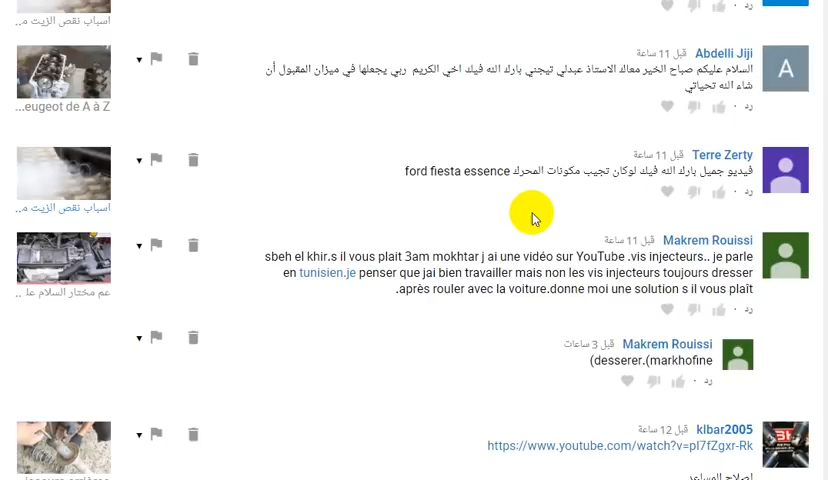 اسباب نقص الزيت م...
Abdelli Jiji قبل 11 ساعة
السلام عليكم صباح الخير معاك الاستاذ عبدلي تيجني بارك الله فيك اخي الكريم ربي يجعلها في ميزان المقبول أن
شاء الله تحياتي
رد
...eugeot de A à Z
Terre Zerty قبل 11 ساعة
فيديو جميل بارك الله فيك لوكان تجيب مكونات المحرك ford fiesta essence
رد
اسباب نقص الزيت م...
Makrem Rouissi قبل 11 ساعة
sbeh el khir.s il vous plait 3am mokhtar j ai une vidéo sur YouTube .vis injecteurs.. je parle
en tunisien.je penser que jai bien travailler mais non les vis injecteurs toujours dresser
.après rouler avec la voiture.donne moi une solution s il vous plaît
رد
عم مختار السلام علـ ...
Makrem Rouissi قبل 3 ساعات
(desserer.(markhofine
رد
klbar2005 قبل 12 ساعة
https://www.youtube.com/watch?v=pI7fZgxr-Rk